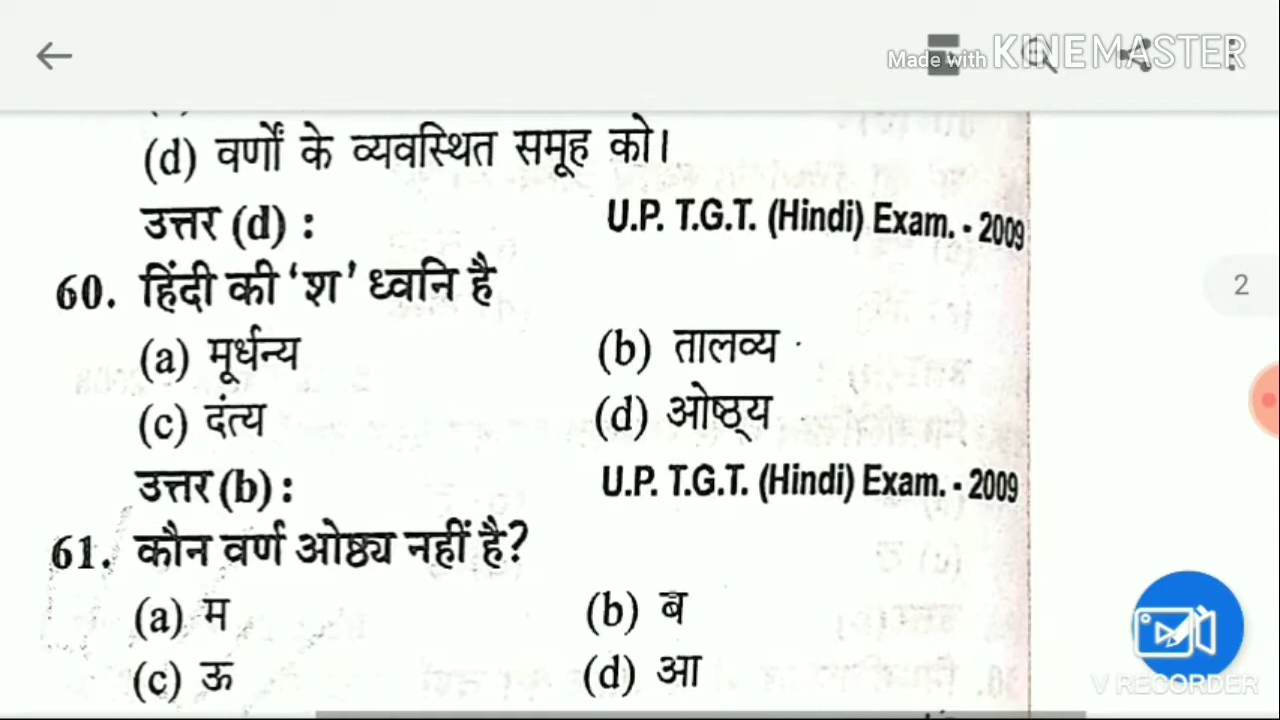 Made with KINEMASTER
(d) वर्णों के व्यवस्थित समूह को।
उत्तर (d) : U.P. T.G.T. (Hindi) Exam. - 2009
60. हिंदी की 'श' ध्वनि है
2
(a) मूर्धन्य (b) तालव्य
(c) दंत्य (d) ओष्ठ्य
उत्तर (b) : U.P. T.G.T. (Hindi) Exam. - 2009
61. कौन वर्ण ओष्ठ्य नहीं है?
(a) म (b) ब
(c) ऊ (d) आ
V RECORDER